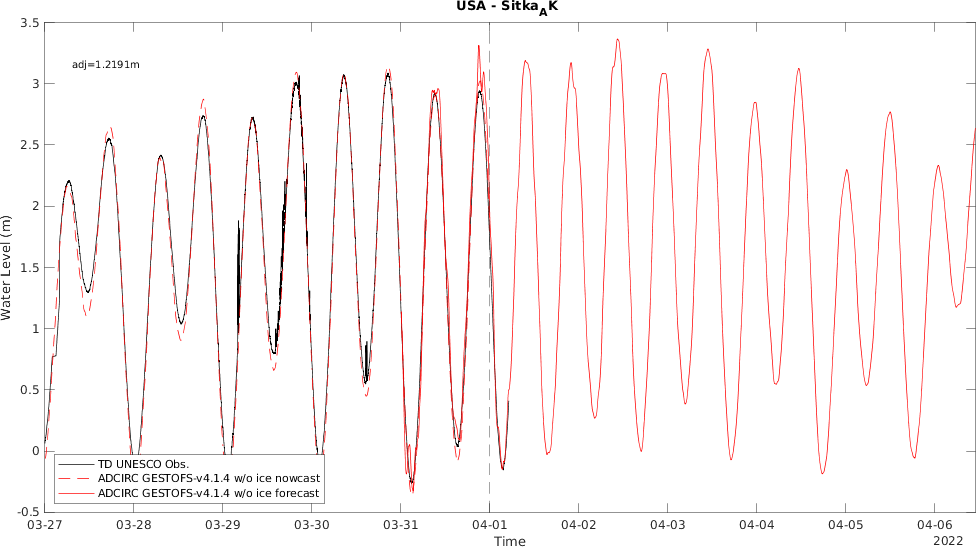 USA - Sitka_AK
adj=1.2191m
3.5
3
2.5
2
1.5
1
0.5
0
-0.5
Water Level (m)
TD UNESCO Obs.
ADCIRC GESTOFS-v4.1.4 w/o ice nowcast
ADCIRC GESTOFS-v4.1.4 w/o ice forecast
03-27 03-28 03-29 03-30 03-31 04-01 04-02 04-03 04-04 04-05 04-06
Time
2022